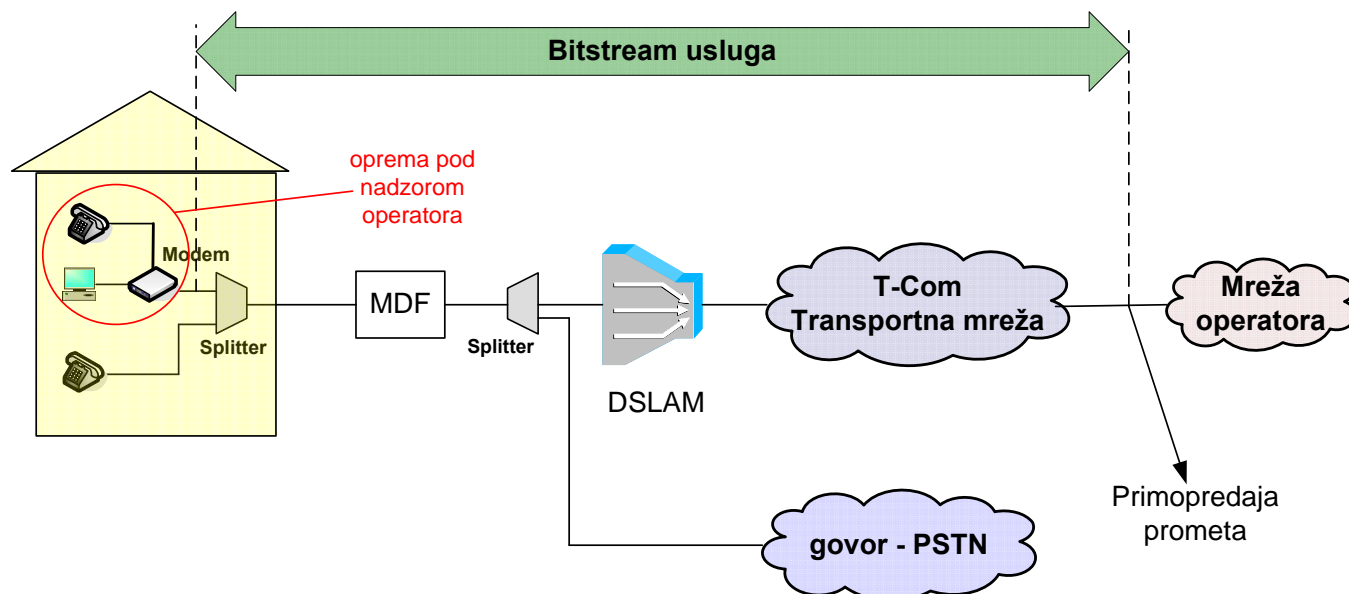 Bitstream usluga
oprema pod
nadzorom
operatora
Modem
Splitter
MDF
Splitter
DSLAM
T-Com
Transportna mreža
Mreža
operatora
govor - PSTN
Primopredaja
prometa